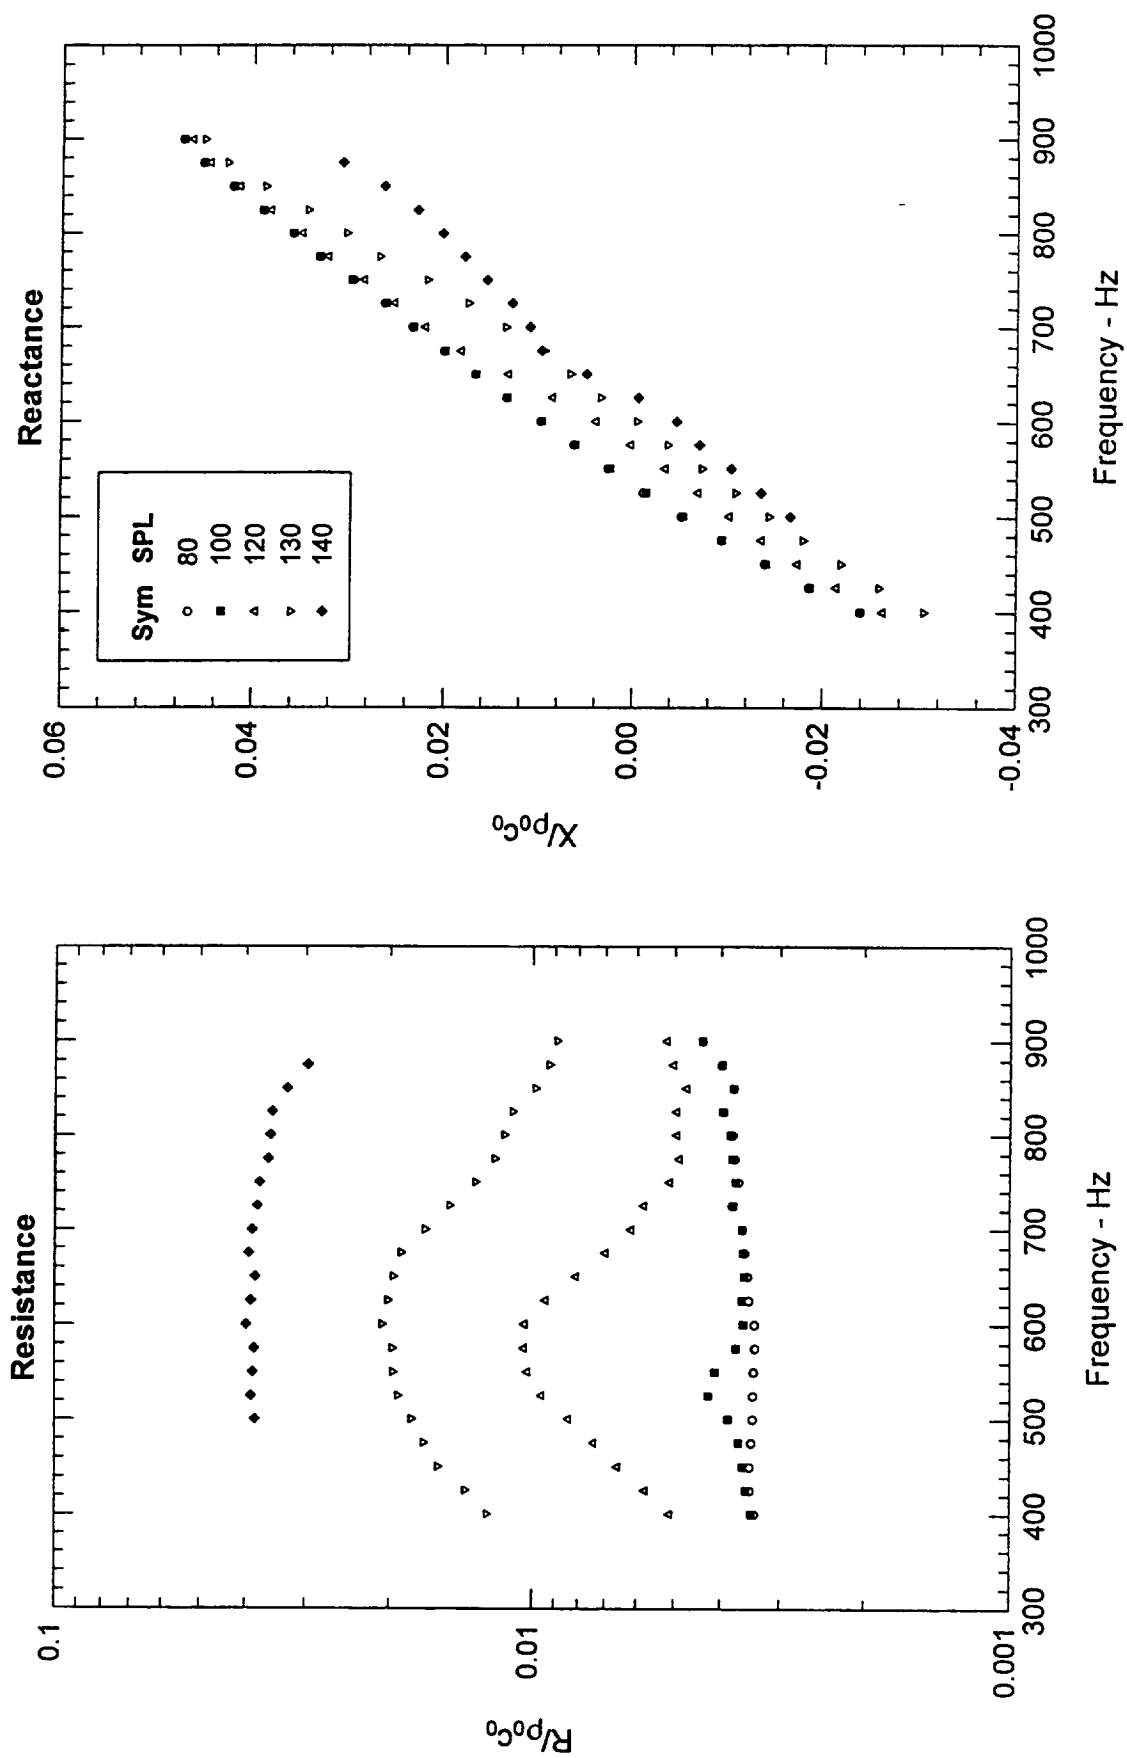 Resistance
R/ρ₀c₀
0.1
0.01
0.001
300 400 500 600 700 800 900 1000
Frequency - Hz
Reactance
X/ρ₀c₀
0.06
0.04
0.02
0.00
-0.02
-0.04
Sym SPL
80
100
120
130
140
300 400 500 600 700 800 900 1000
Frequency - Hz